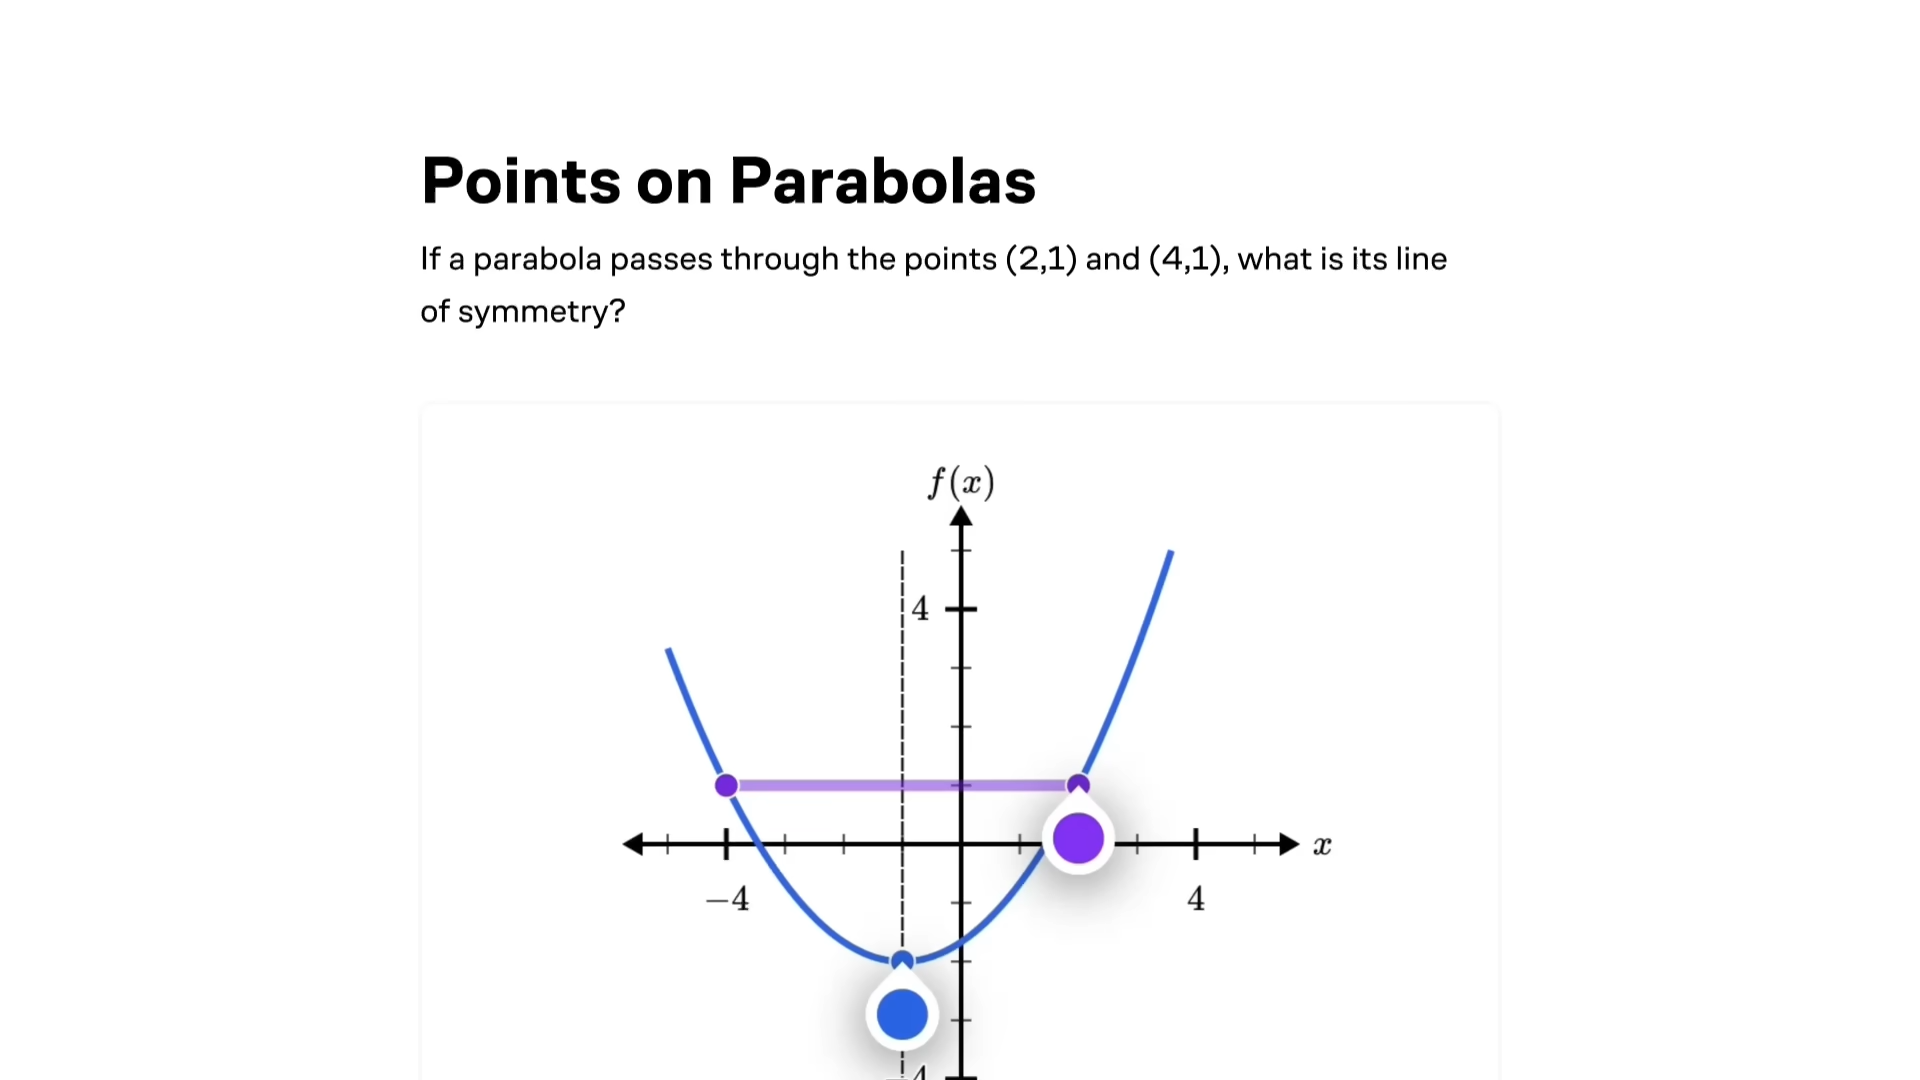 Points on Parabolas
If a parabola passes through the points (2,1) and (4,1), what is its line
of symmetry?
f(x)
4
x
−4
4
−4